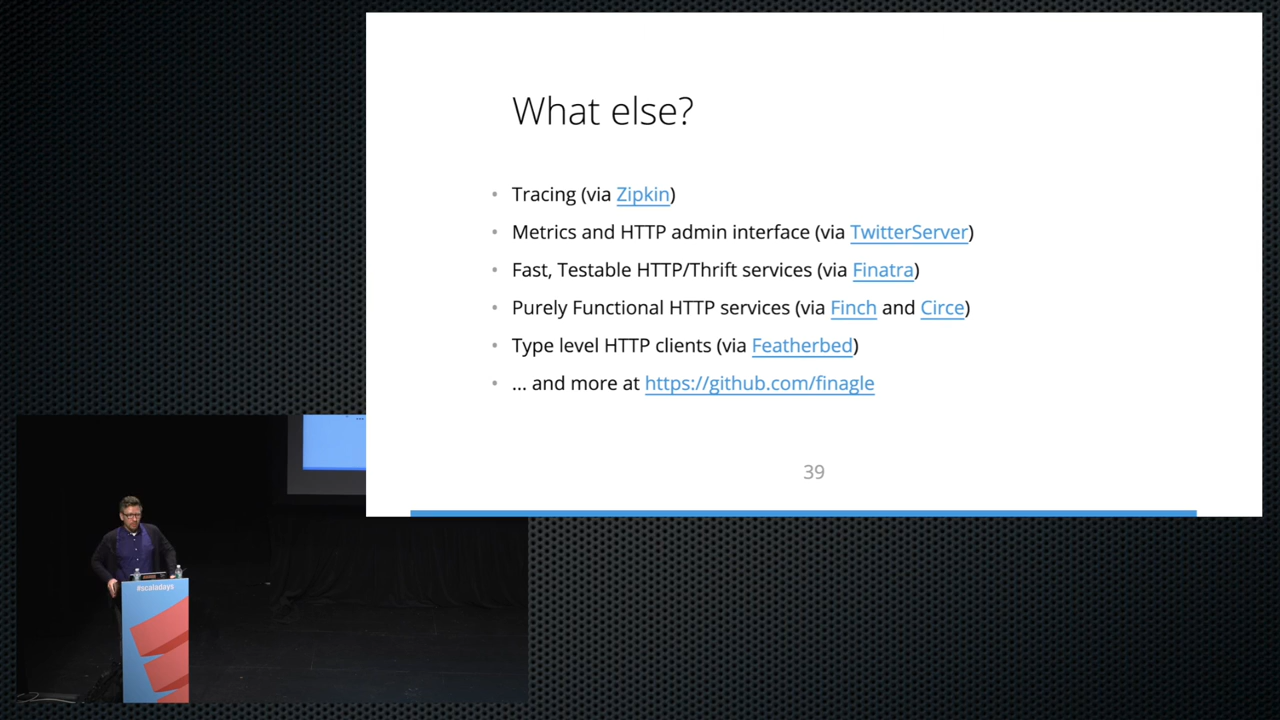 What else?
• Tracing (via Zipkin)
• Metrics and HTTP admin interface (via TwitterServer)
• Fast, Testable HTTP/Thrift services (via Finatra)
• Purely Functional HTTP services (via Finch and Circe)
• Type level HTTP clients (via Featherbed)
• ... and more at https://github.com/finagle
39
#scaladays